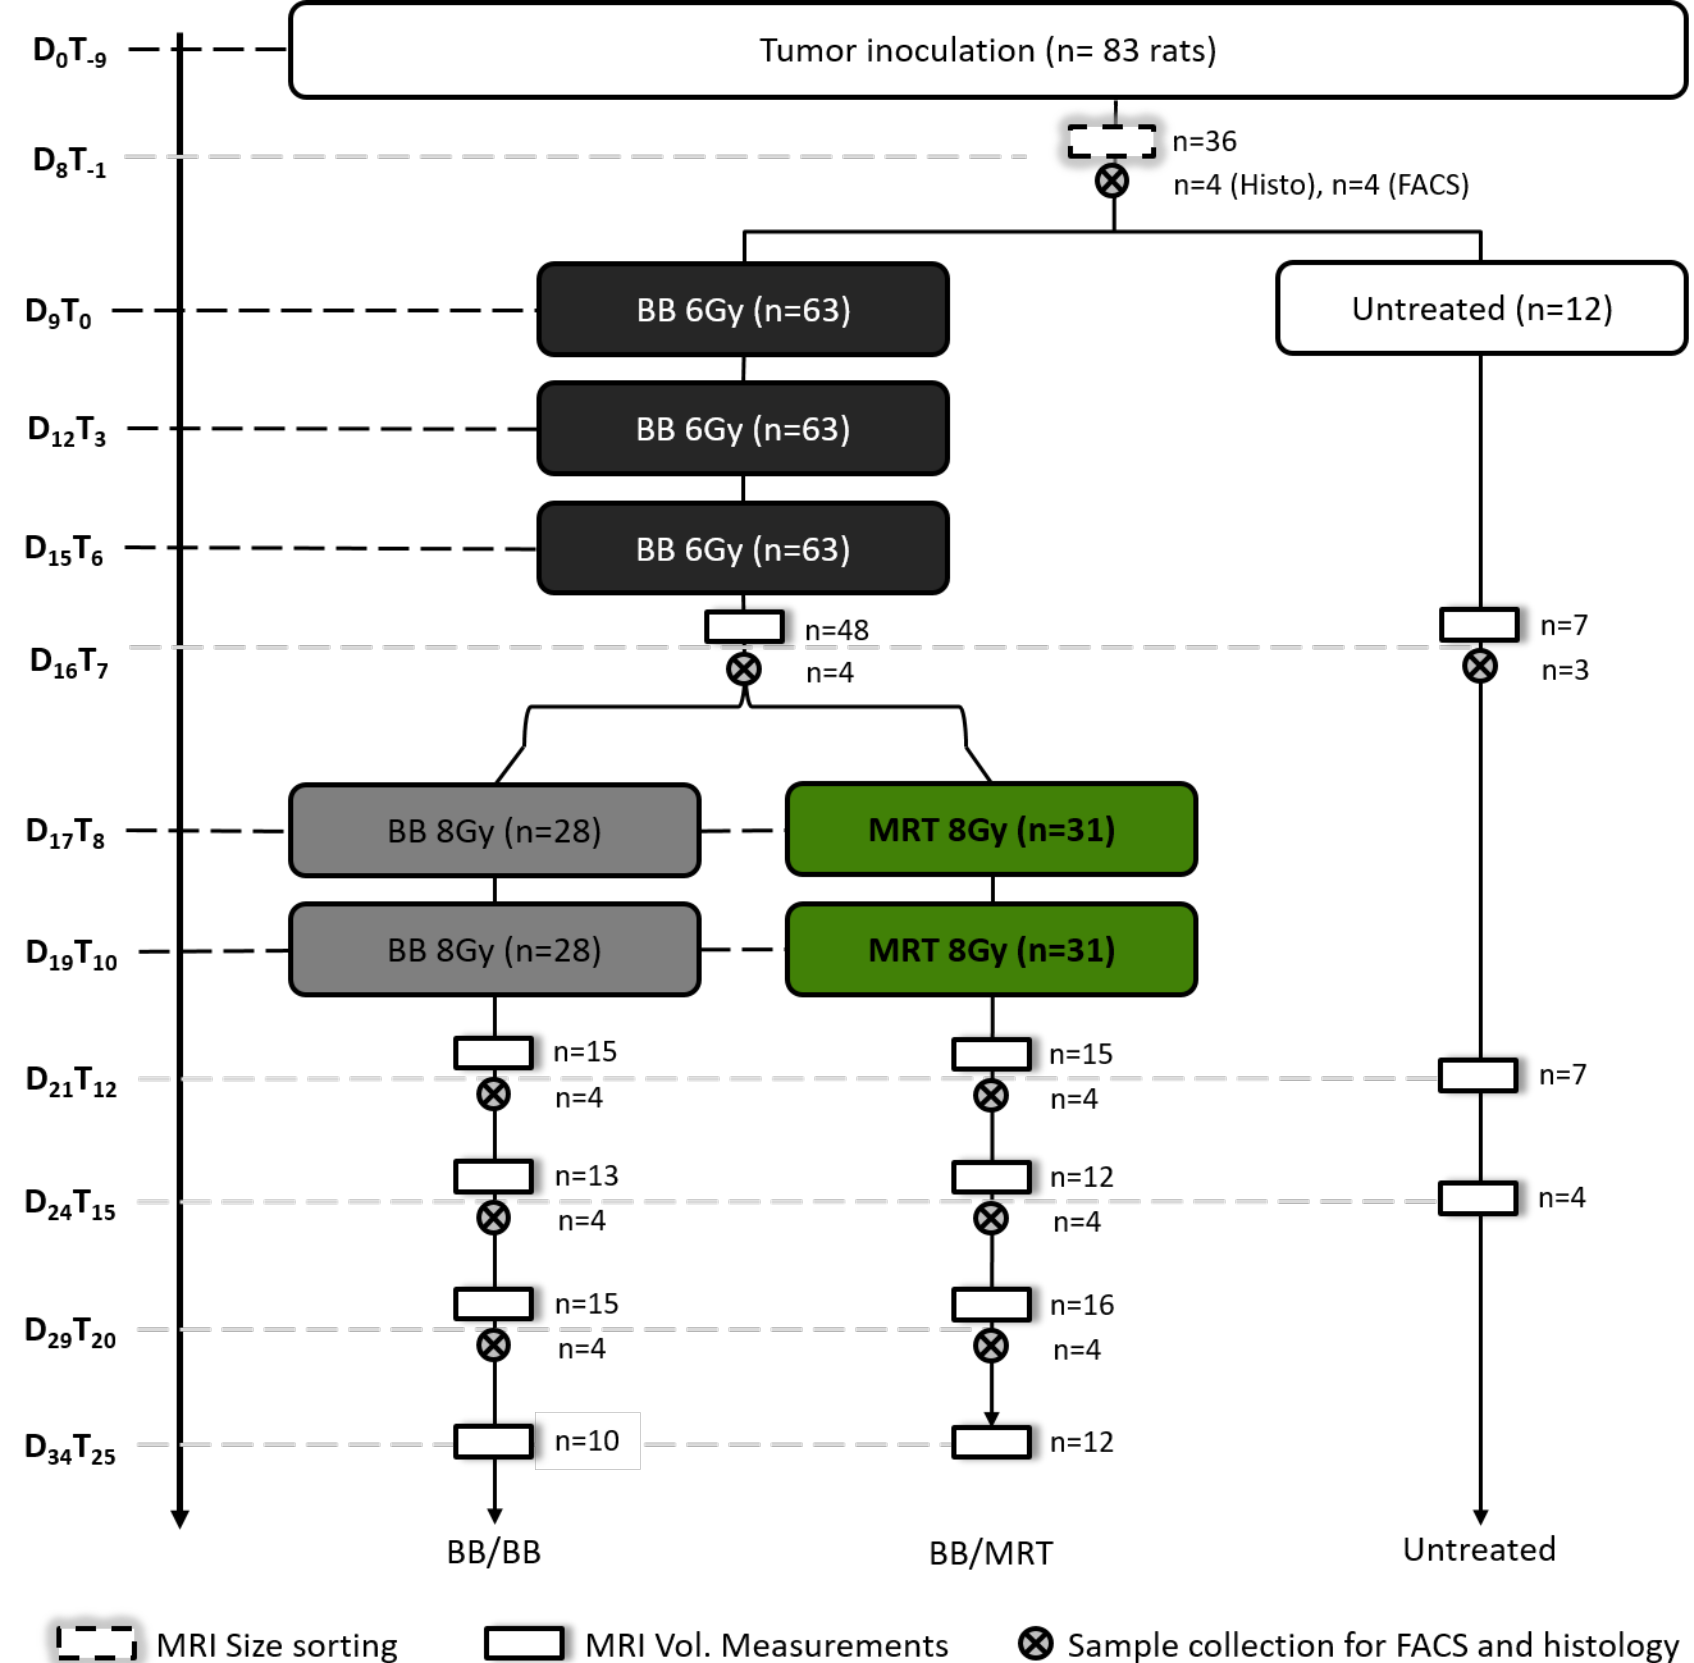 D0T-9
Tumor inoculation (n= 83 rats)
n=36
D8T-1
n=4 (Histo), n=4 (FACS)
D9T0
BB 6Gy (n=63)
Untreated (n=12)
D12T3
BB 6Gy (n=63)
D15T6
BB 6Gy (n=63)
n=48
n=7
D16T7
n=4
n=3
D17T8
BB 8Gy (n=28)
MRT 8Gy (n=31)
D19T10
BB 8Gy (n=28)
MRT 8Gy (n=31)
n=15
n=15
D21T12
n=7
n=4
n=4
n=13
n=12
D24T15
n=4
n=4
n=4
n=15
n=16
D29T20
n=4
n=4
D34T25
n=10
n=12
BB/BB
BB/MRT
Untreated
MRI Size sorting
MRI Vol. Measurements
Sample collection for FACS and histology